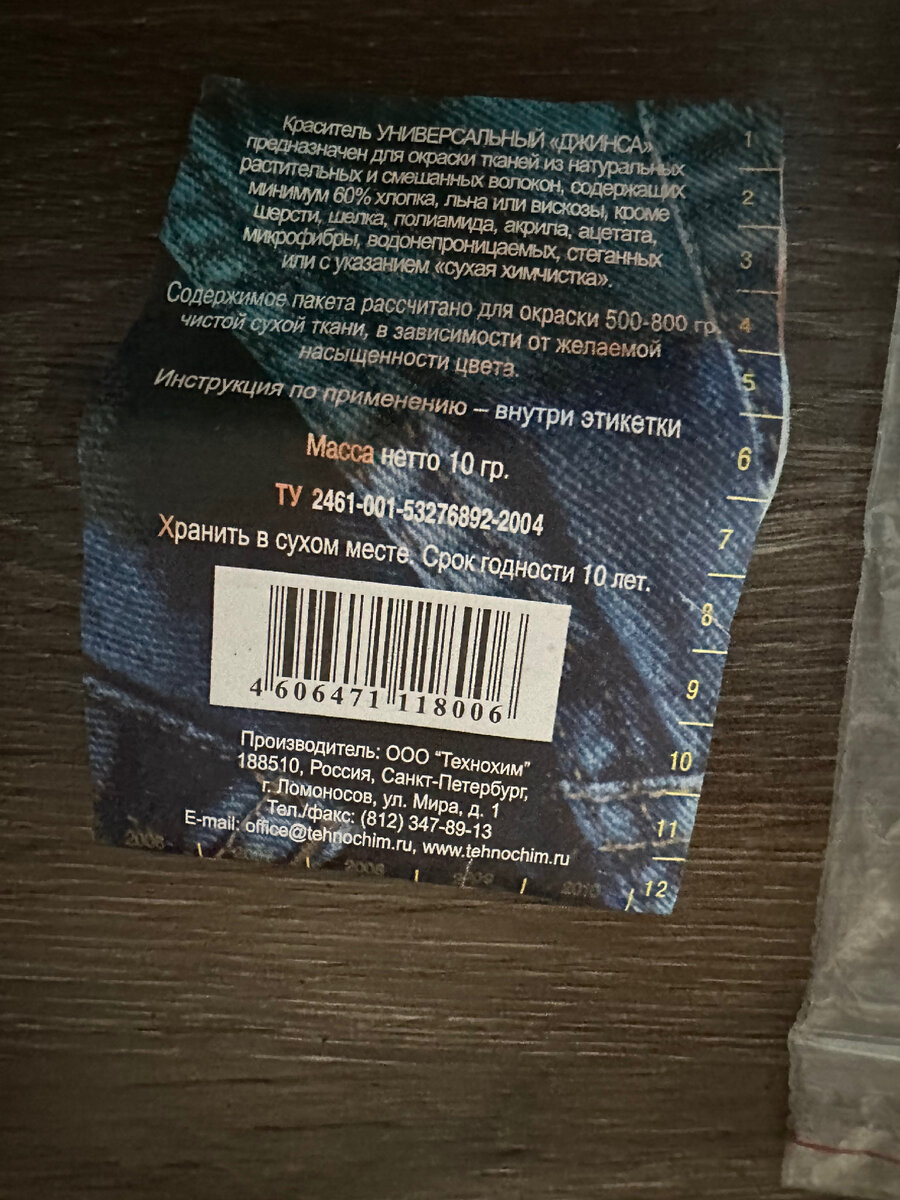 Краситель УНИВЕРСАЛЬНЫЙ «ДЖИНСА»
предназначен для окраски тканей из натуральных
растительных и смешанных волокон, содержащих
минимум 60% хлопка, льна или вискозы, кроме
шерсти, шелка, полиамида, акрила, ацетата,
микрофибры, водонепроницаемых, стеганных
или с указанием «сухая химчистка».
Содержимое пакета рассчитано для окраски 500-800 гр.
чистой сухой ткани, в зависимости от желаемой
насыщенности цвета.
Инструкция по применению – внутри этикетки
Масса нетто 10 гр.
ТУ 2461-001-53276892-2004
Хранить в сухом месте. Срок годности 10 лет.
4 606471 118006
Производитель: ООО "Технохим"
188510, Россия, Санкт-Петербург,
г. Ломоносов, ул. Мира, д. 1
Тел./факс: (812) 347-89-13
E-mail: office@tehnochim.ru, www.tehnochim.ru
1
2
3
4
5
6
7
8
9
10
11
12
2008 2009 2010